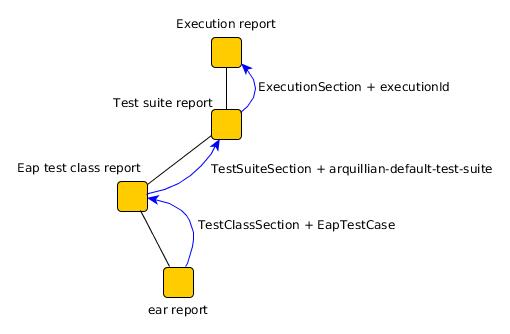 Execution report
ExecutionSection + executionId
Test suite report
Eap test class report
TestSuiteSection + arquillian-default-test-suite
TestClassSection + EapTestCase
ear report